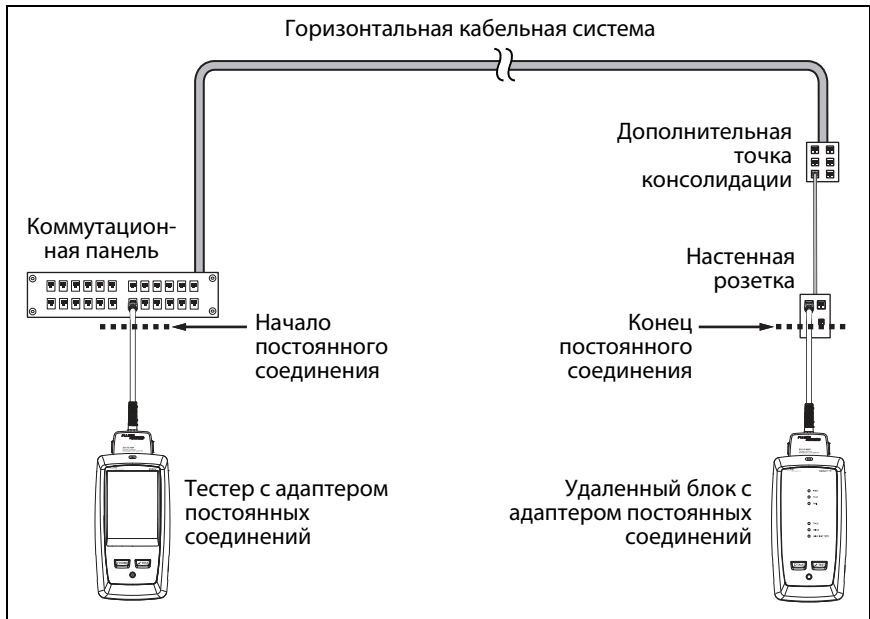 Горизонтальная кабельная система
Дополнительная
точка
консолидации
Коммутацион-
ная панель
Настенная
розетка
Начало
постоянного
соединения
Конец
постоянного
соединения
Тестер с адаптером
постоянных
соединений
Удаленный блок с
адаптером постоянных
соединений